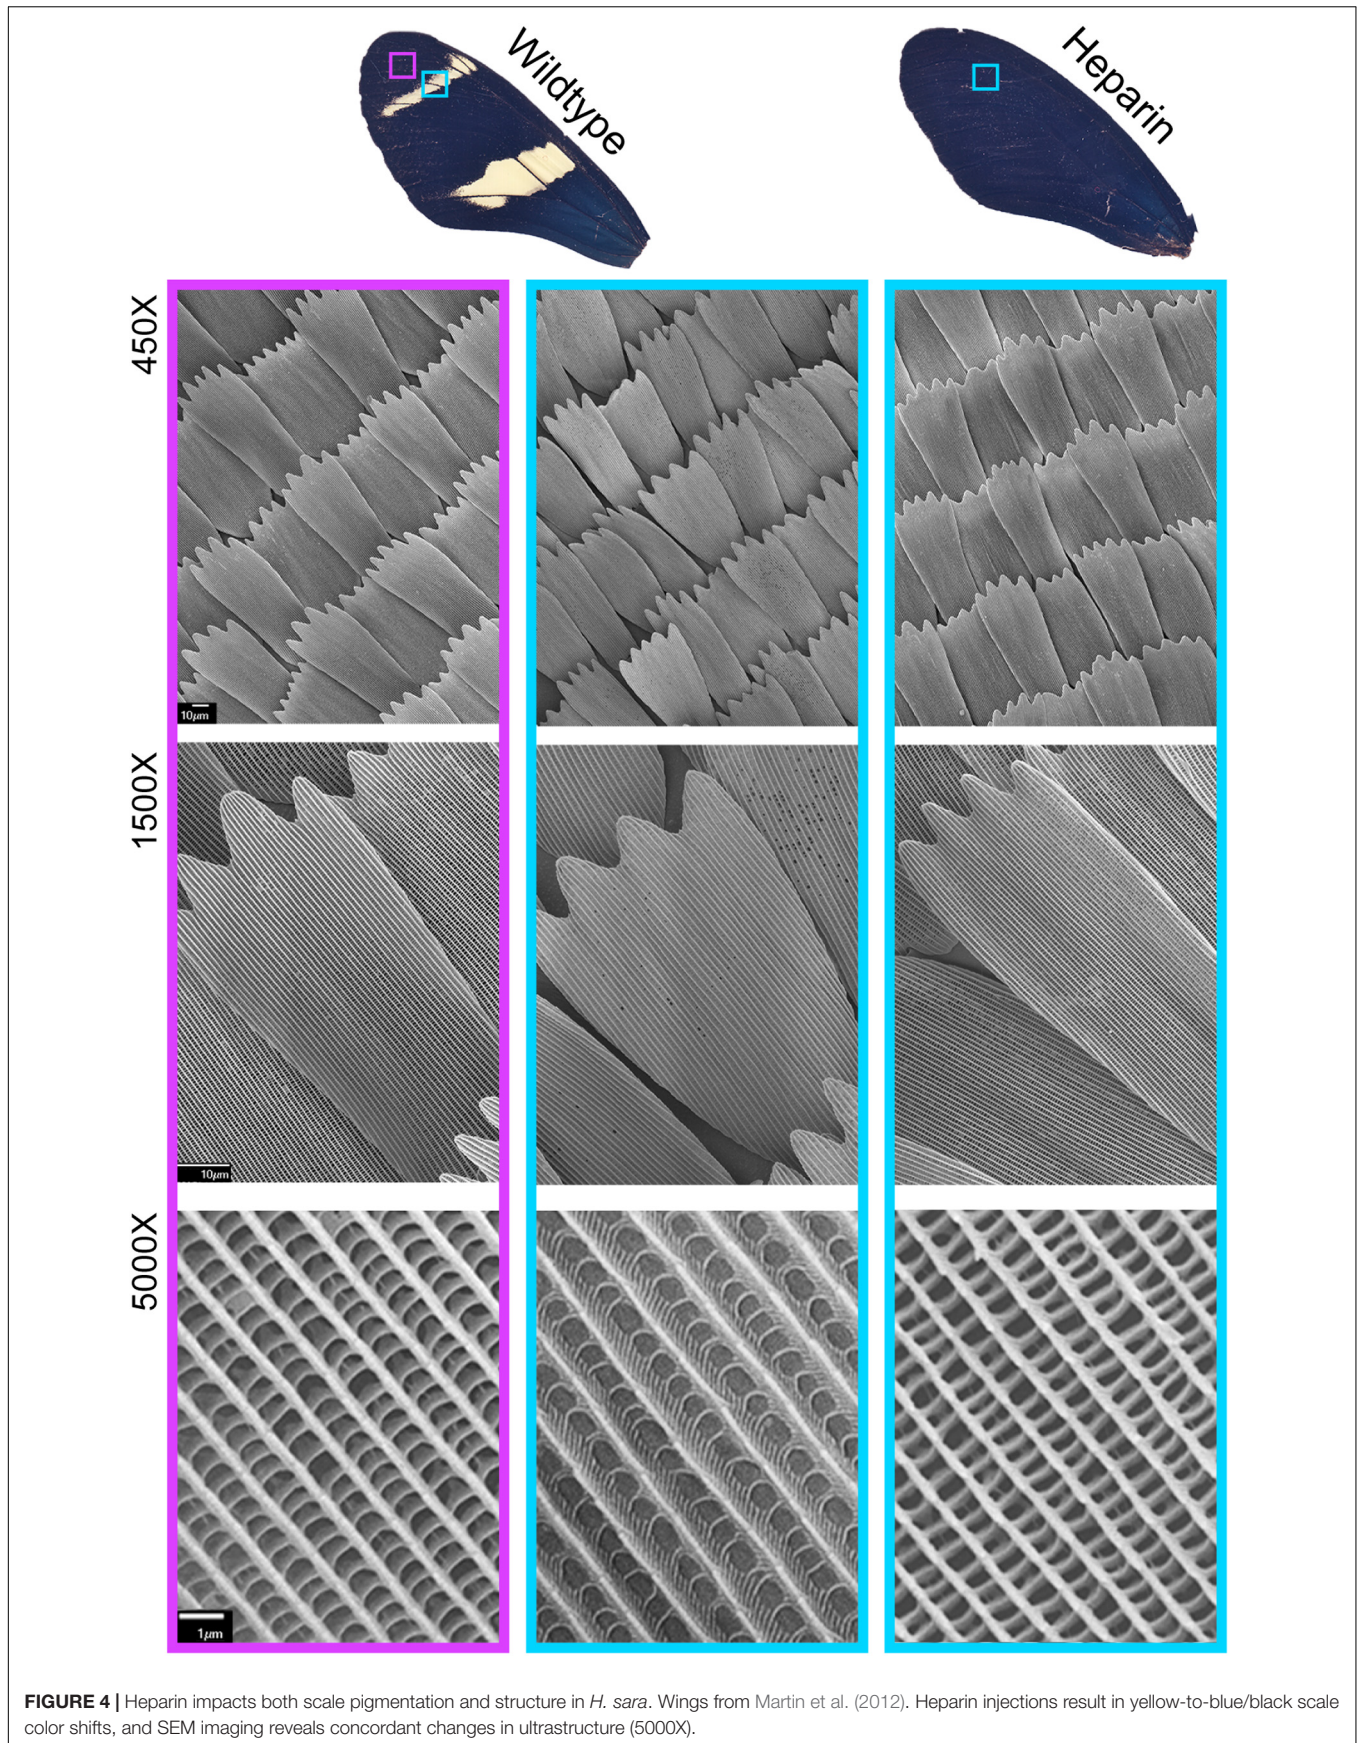 Wildtype
Heparin
450X
10µm
1500X
10µm
5000X
1µm
FIGURE 4 | Heparin impacts both scale pigmentation and structure in H. sara. Wings from Martin et al. (2012). Heparin injections result in yellow-to-blue/black scale
color shifts, and SEM imaging reveals concordant changes in ultrastructure (5000X).